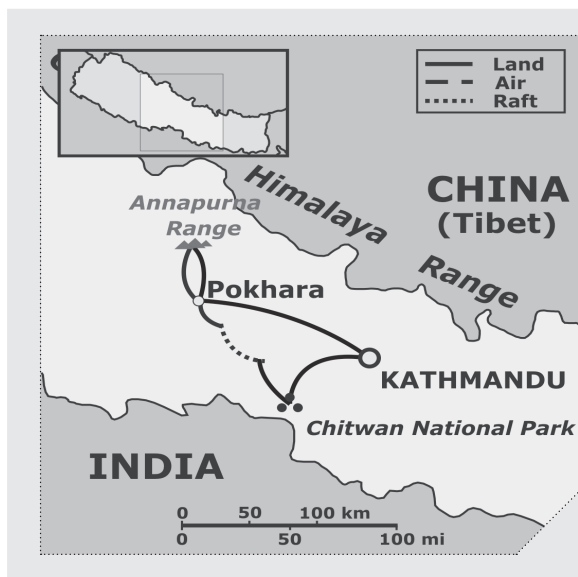 Land
Air
Raft
Himalaya
Range
CHINA
(Tibet)
Annapurna
Range
Pokhara
KATHMANDU
Chitwan National Park
INDIA
0 50 100 km
0 50 100 mi